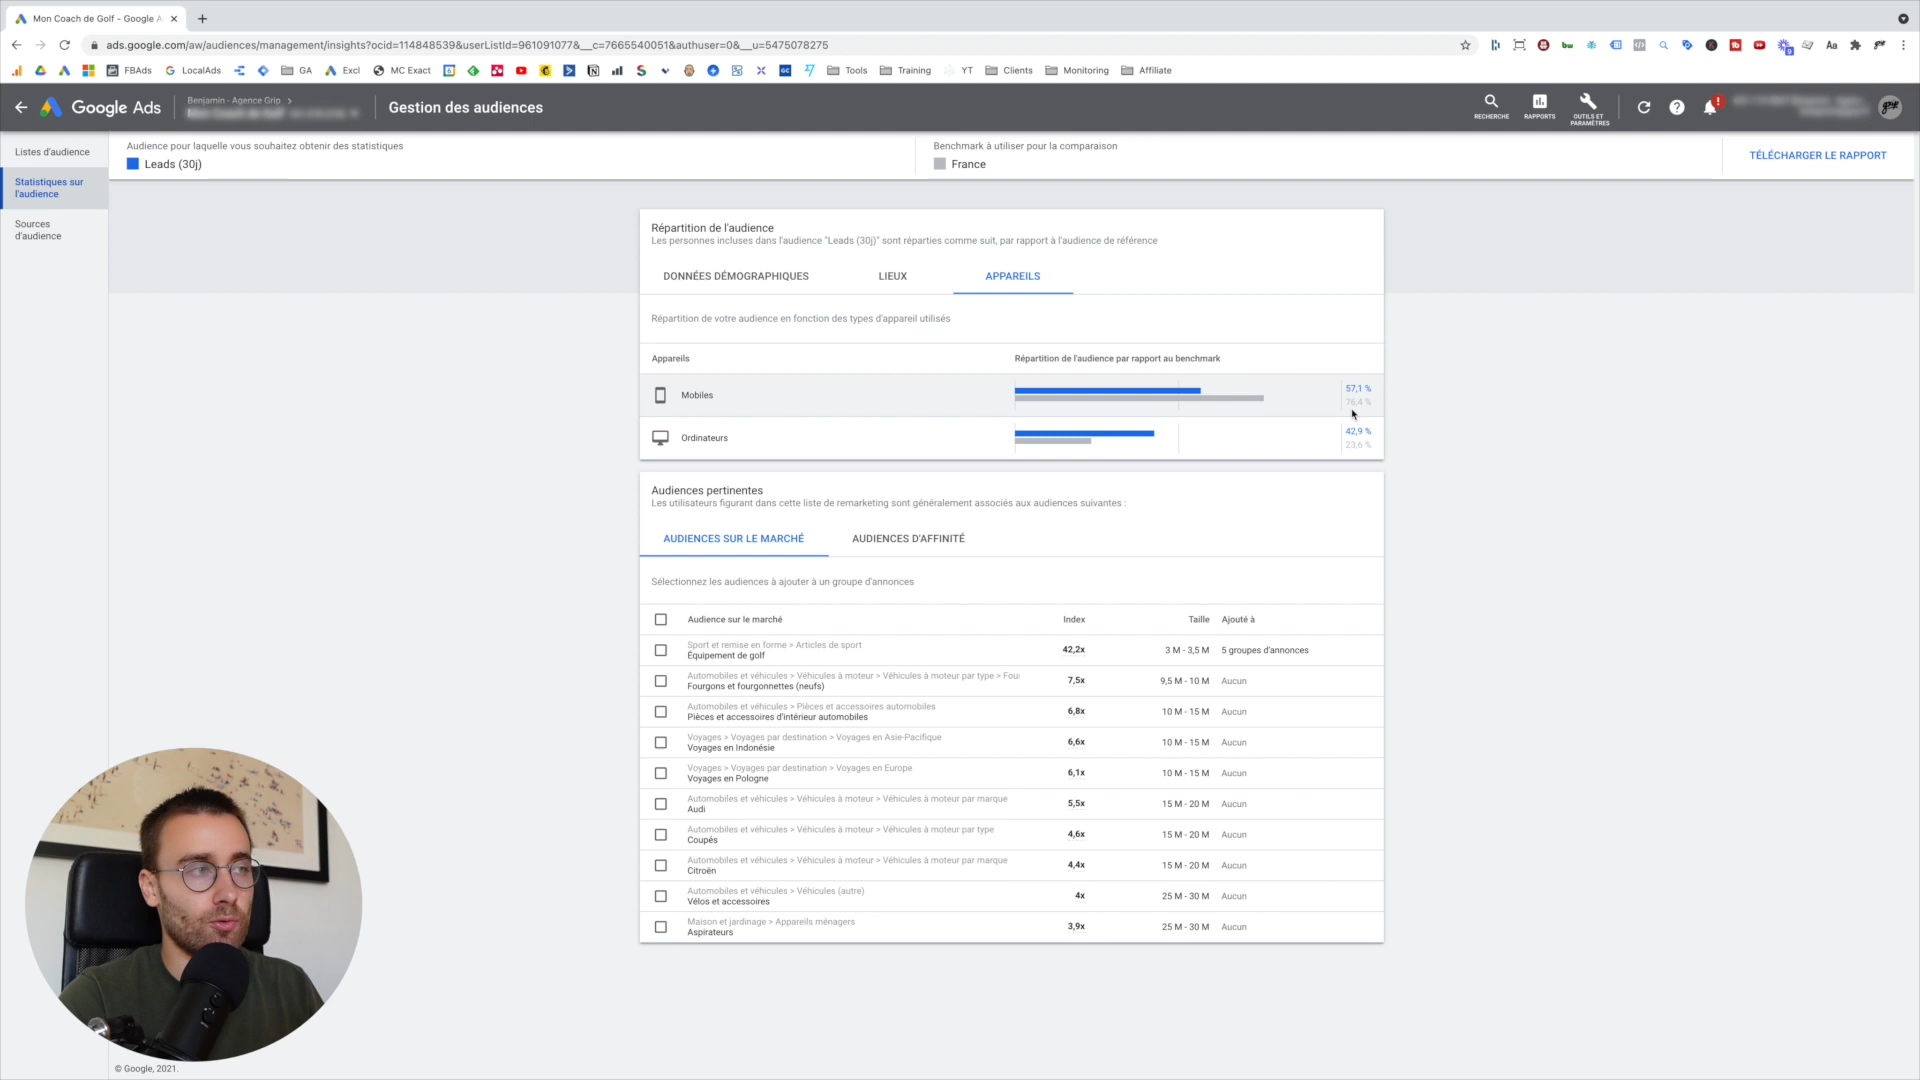 Mon Coach de Golf - Google A
ads.google.com/aw/audiences/management/insights?ocid=114848539&userListId=961091077&__c=7665540051&authuser=0&__u=5475078275
FBAds
LocalAds
GA
Excl
MC Exact
Tools
Training
YT
Clients
Monitoring
Affiliate
Google Ads
Benjamin - Agence Grip
Gestion des audiences
RECHERCHE
RAPPORTS
OUTILS ET
PARAMÈTRES
Listes d'audience
Statistiques sur
l'audience
Sources
d'audience
Audience pour laquelle vous souhaitez obtenir des statistiques
Leads (30j)
Benchmark à utiliser pour la comparaison
France
TÉLÉCHARGER LE RAPPORT
Répartition de l'audience
Les personnes incluses dans l'audience "Leads (30j)" sont réparties comme suit, par rapport à l'audience de référence
DONNÉES DÉMOGRAPHIQUES
LIEUX
APPAREILS
Répartition de votre audience en fonction des types d'appareil utilisés
Appareils
Répartition de l'audience par rapport au benchmark
Mobiles
57,1 %
76,4 %
Ordinateurs
42,9 %
23,6 %
Audiences pertinentes
Les utilisateurs figurant dans cette liste de remarketing sont généralement associés aux audiences suivantes :
AUDIENCES SUR LE MARCHÉ
AUDIENCES D'AFFINITÉ
Sélectionnez les audiences à ajouter à un groupe d'annonces
Audience sur le marché Index Taille Ajouté à
Sport et remise en forme > Articles de sport
Équipement de golf 42,2x 3 M - 3,5 M 5 groupes d'annonces
Automobiles et véhicules > Véhicules à moteur > Véhicules à moteur par type > Four
Fourgons et fourgonnettes (neufs) 7,5x 9,5 M - 10 M Aucun
Automobiles et véhicules > Pièces et accessoires automobiles
Pièces et accessoires d'intérieur automobiles 6,8x 10 M - 15 M Aucun
Voyages > Voyages par destination > Voyages en Asie-Pacifique
Voyages en Indonésie 6,6x 10 M - 15 M Aucun
Voyages > Voyages par destination > Voyages en Europe
Voyages en Pologne 6,1x 10 M - 15 M Aucun
Automobiles et véhicules > Véhicules à moteur > Véhicules à moteur par marque
Audi 5,5x 15 M - 20 M Aucun
Automobiles et véhicules > Véhicules à moteur > Véhicules à moteur par type
Coupés 4,6x 15 M - 20 M Aucun
Automobiles et véhicules > Véhicules à moteur > Véhicules à moteur par marque
Citroën 4,4x 15 M - 20 M Aucun
Automobiles et véhicules > Véhicules (autre)
Vélos et accessoires 4x 25 M - 30 M Aucun
Maison et jardinage > Appareils ménagers
Aspirateurs 3,9x 25 M - 30 M Aucun
© Google, 2021.